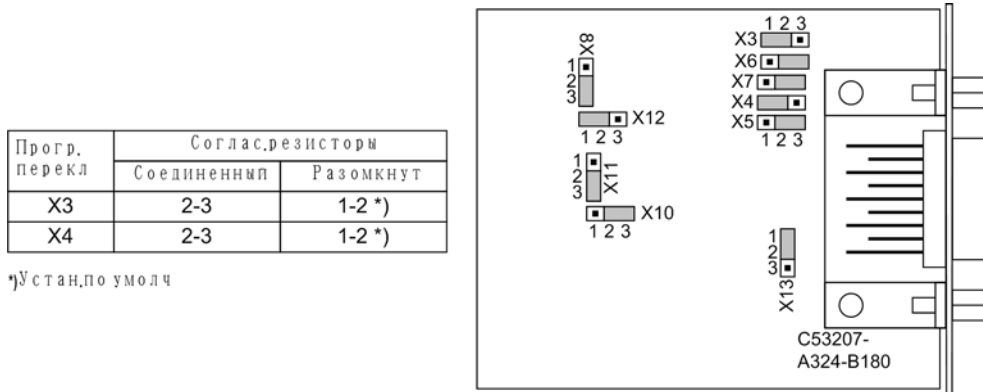 Прогр. Соглас.резисторы
перекл Соединенный Разомкнут
X3 2-3 1-2 *)
X4 2-3 1-2 *)
*)Устан.по умолч
X8
1
2
3
X12
1 2 3
1
2
3
X11
X10
1 2 3
1 2 3
X3
X6
X7
X4
X5
1 2 3
1
2
3
X13
C53207-
A324-B180